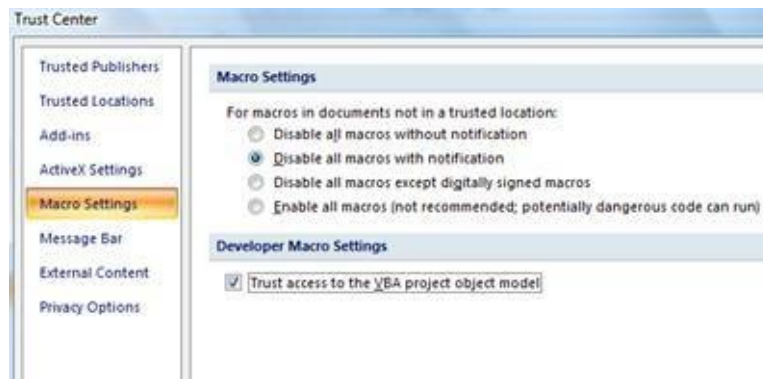 Trust Center
Trusted Publishers
Trusted Locations
Add-ins
ActiveX Settings
Macro Settings
Message Bar
External Content
Privacy Options
Macro Settings
For macros in documents not in a trusted location:
Disable all macros without notification
Disable all macros with notification
Disable all macros except digitally signed macros
Enable all macros (not recommended; potentially dangerous code can run)
Developer Macro Settings
Trust access to the VBA project object model